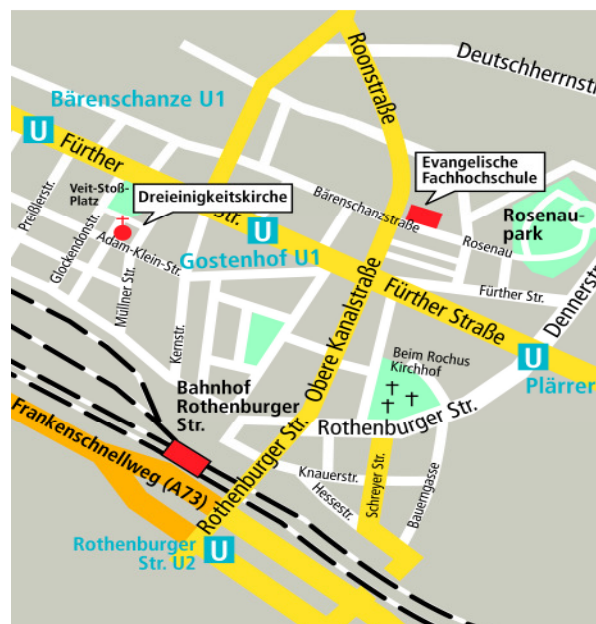 Roonstraße
Deutschherrnstr
Bärenschanze U1
U
Fürther
Str.
Evangelische
Fachhochschule
Veit-Stoß-
Platz
Dreieinigkeitskirche
Bärenschanzstraße
Preißlerstr.
Rosenau-
park
Rosenau
Glockendonstr.
Adam-Klein-Str.
U
Gostenhof U1
Müllner Str.
Fürther Str.
Fürther Straße
Dennerstr
Obere Kanalstraße
Kernstr.
Beim Rochus
Kirchhof
U
Plärrer
Bahnhof
Rothenburger
Str.
Rothenburger Str.
Frankenschnellweg (A73)
Rothenburger Str.
Knauerstr.
Hessestr.
Schreyer Str.
Bauerngasse
Rothenburger
Str. U2
U